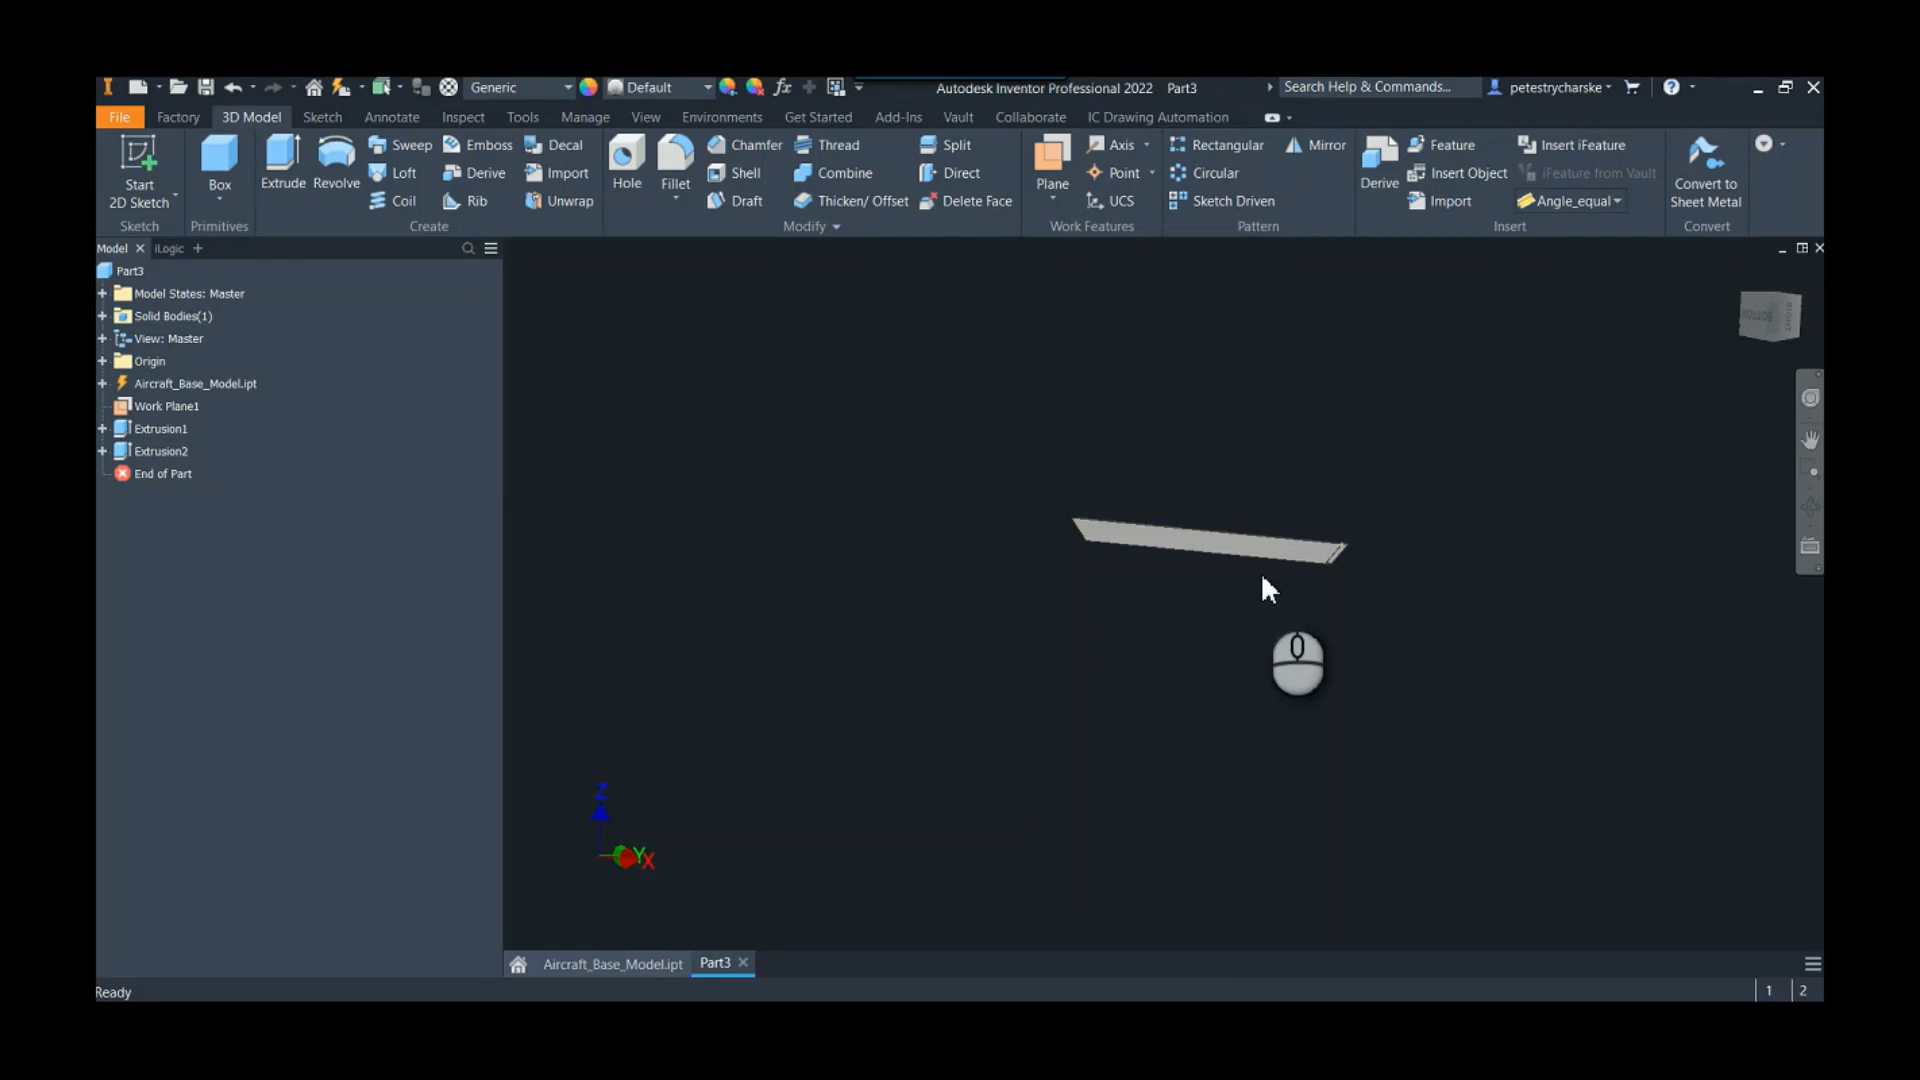 Generic
Default
fx
Autodesk Inventor Professional 2022 Part3
Search Help & Commands...
petestrycharske
File Factory 3D Model Sketch Annotate Inspect Tools Manage View Environments Get Started Add-Ins Vault Collaborate IC Drawing Automation
Start
2D Sketch
Box
Extrude
Revolve
Sweep
Loft
Coil
Emboss
Derive
Rib
Decal
Import
Unwrap
Hole
Fillet
Chamfer
Shell
Draft
Thread
Combine
Thicken/ Offset
Split
Direct
Delete Face
Plane
Axis
Point
UCS
Rectangular
Circular
Sketch Driven
Mirror
Derive
Feature
Insert Object
Import
Insert iFeature
iFeature from Vault
Angle_equal
Convert to
Sheet Metal
Sketch Primitives Create Modify Work Features Pattern Insert Convert
Model iLogic
Part3
Model States: Master
Solid Bodies(1)
View: Master
Origin
Aircraft_Base_Model.ipt
Work Plane1
Extrusion1
Extrusion2
End of Part
BOTTOM
RIGHT
Z
Y
X
Aircraft_Base_Model.ipt Part3
Ready
1 2